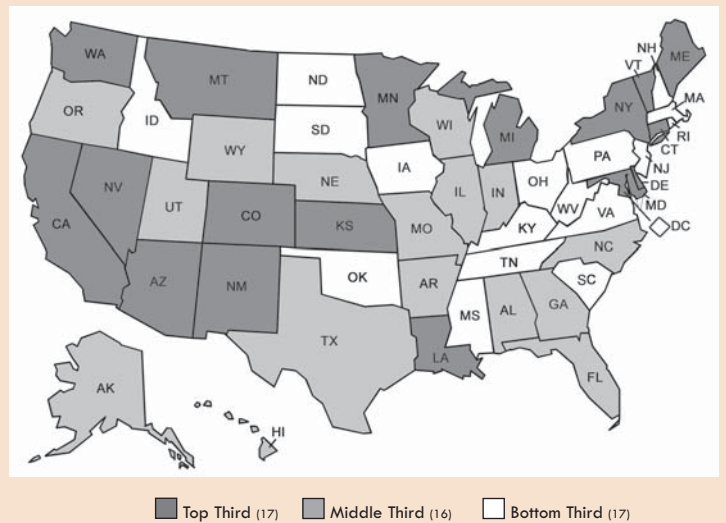 NH
VT
ME
WA
MT
ND
MN
OR
ID
SD
WI
NY
MA
MI
RI
CT
WY
IA
PA
NJ
NE
OH
DE
NV
UT
IL
IN
MD
CA
CO
KS
MO
KY
WV
VA
DC
NC
TN
AZ
NM
OK
AR
SC
MS
AL
GA
TX
LA
FL
AK
HI
Top Third (17) Middle Third (16) Bottom Third (17)